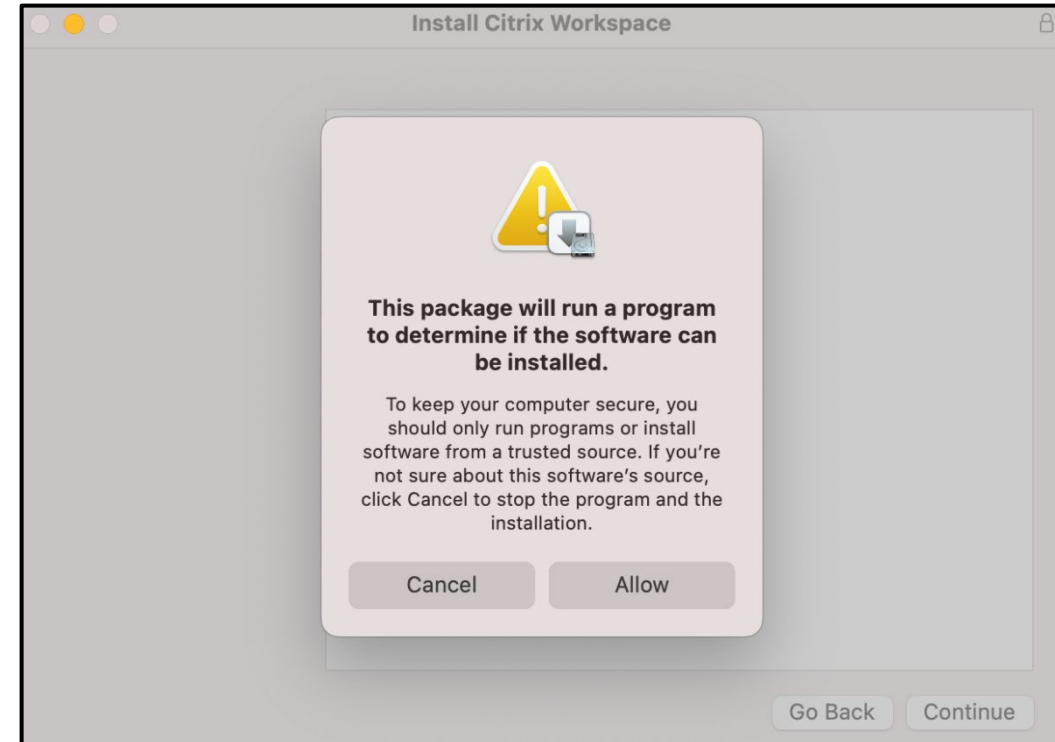 Install Citrix Workspace
This package will run a program
to determine if the software can
be installed.
To keep your computer secure, you
should only run programs or install
software from a trusted source. If you’re
not sure about this software’s source,
click Cancel to stop the program and the
installation.
Cancel
Allow
Go Back
Continue